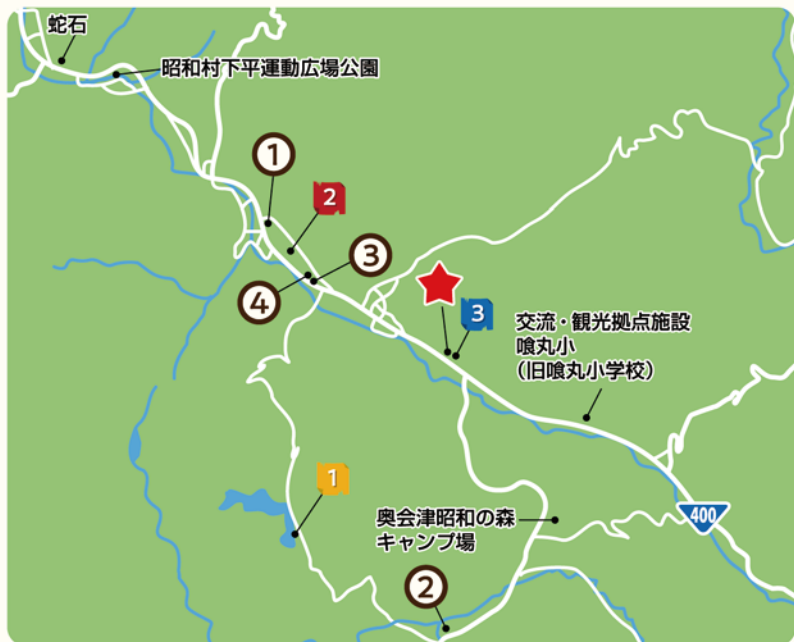 蛇石
昭和村下平運動広場公園
①
2
③
④
3
交流・観光拠点施設
喰丸小
(旧喰丸小学校)
1
奥会津昭和の森
キャンプ場
400
②